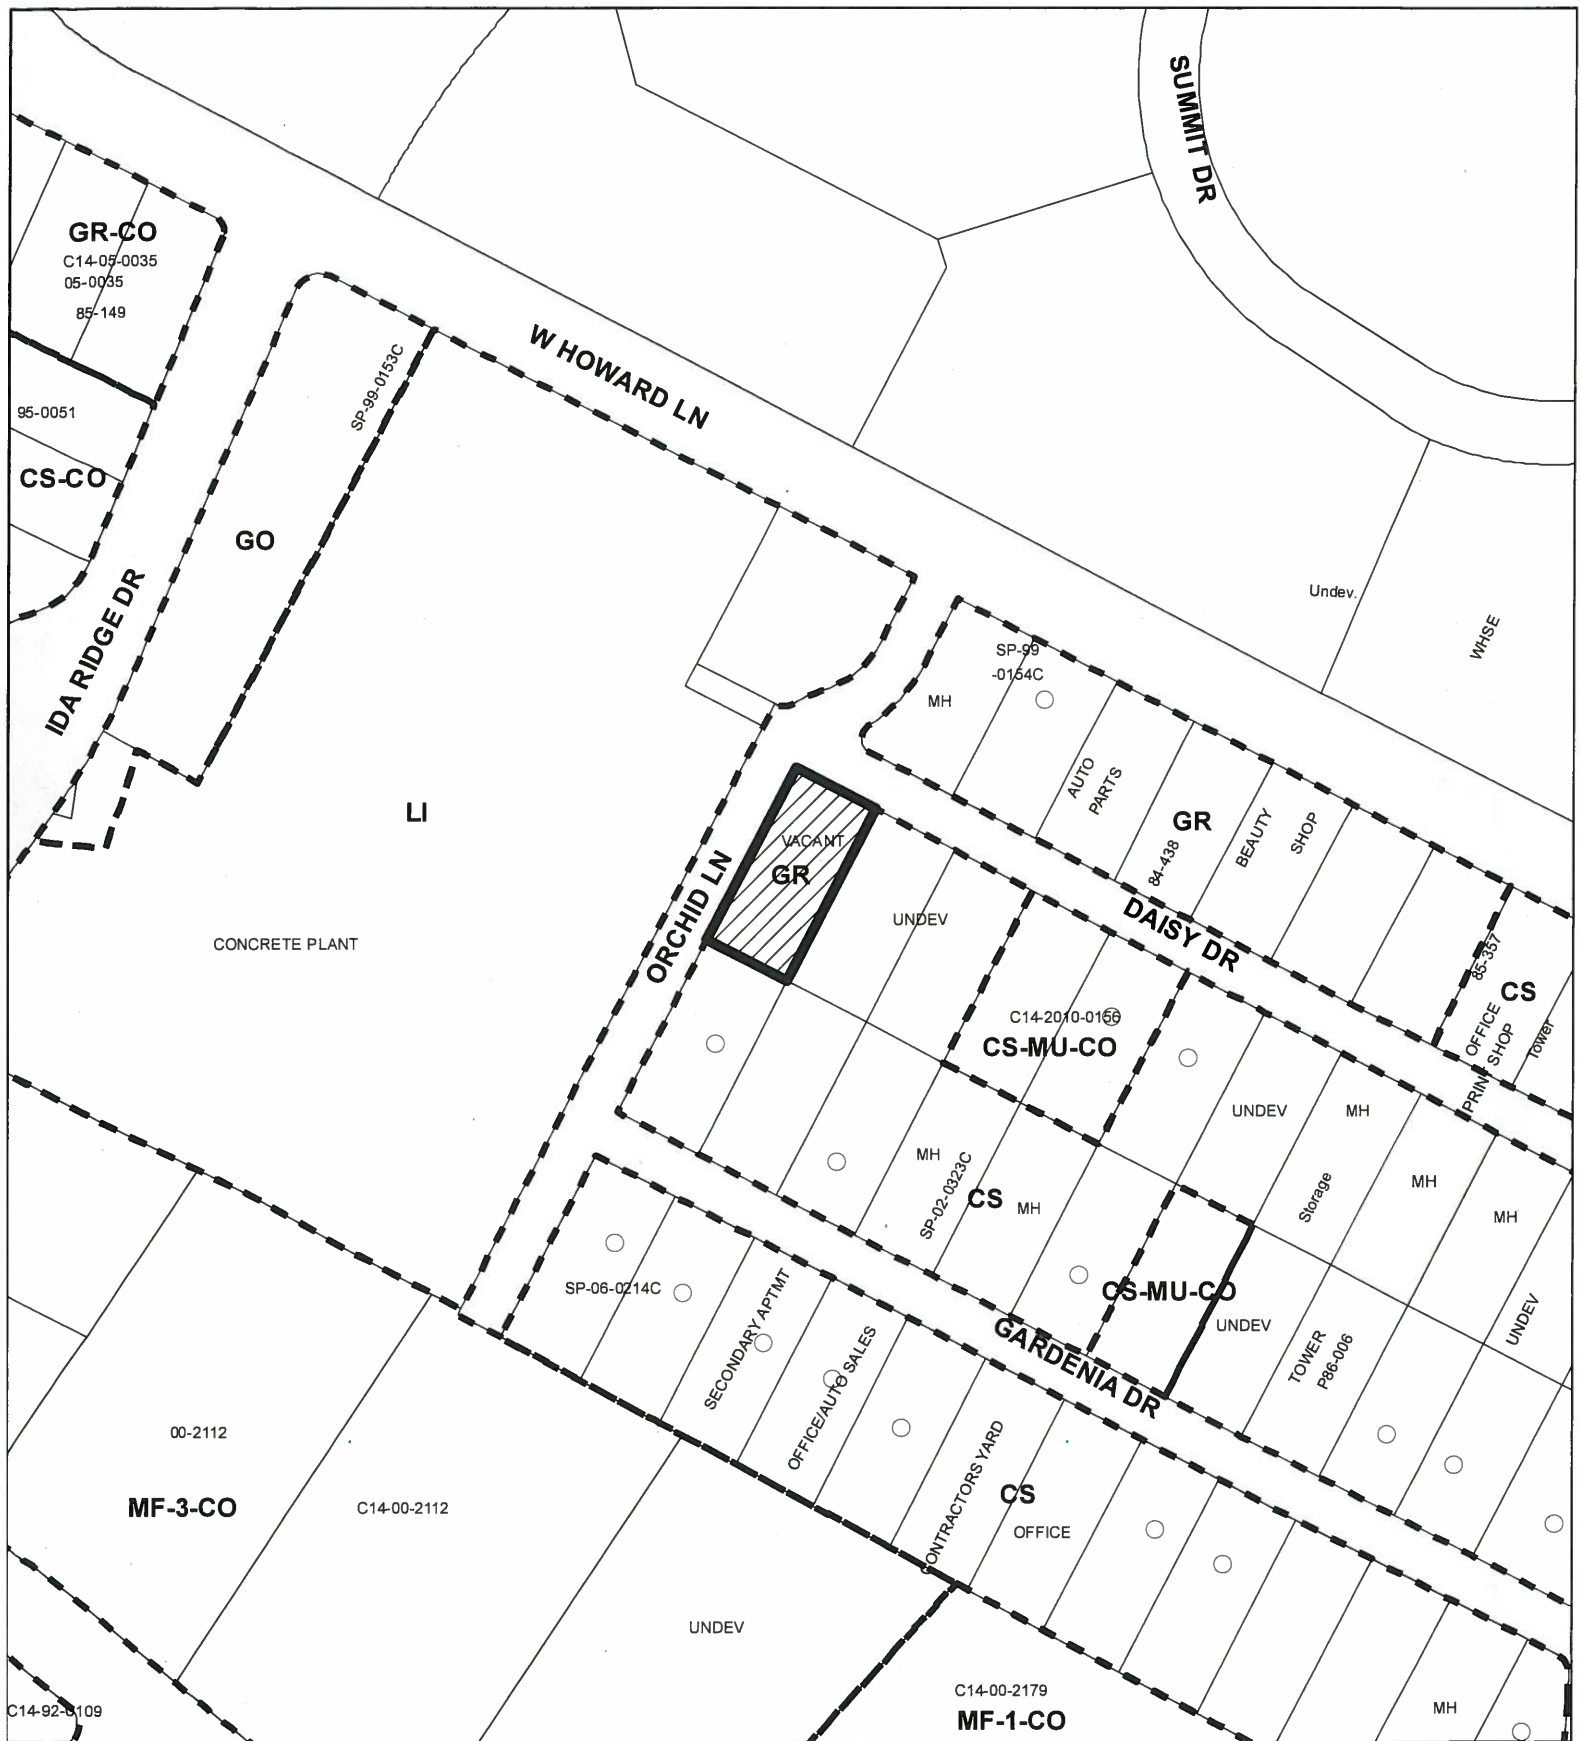 SUMMIT DR
GR-CO
C14-05-0035
05-0035
85-149
W HOWARD LN
SP-99-0153C
95-0051
CS-CO
GO
IDA RIDGE DR
Undev.
WHSE
SP-99
-0154C
MH
AUTO
PARTS
GR
84-438
BEAUTY
SHOP
LI
VACANT
GR
ORCHID LN
UNDEV
DAISY DR
CONCRETE PLANT
85-357
CS
OFFICE
PRINT SHOP
Tower
C14-2010-0156
CS-MU-CO
UNDEV
MH
MH
SP-02-0323C
CS
MH
Storage
MH
MH
SP-06-0214C
CS-MU-CO
UNDEV
UNDEV
SECONDARY APTMT
OFFICE/AUTO SALES
GARDENIA DR
TOWER
P86-006
00-2112
MF-3-CO
C14-00-2112
CONTRACTORS YARD
CS
OFFICE
UNDEV
C14-00-2179
MF-1-CO
MH
C14-92-0109